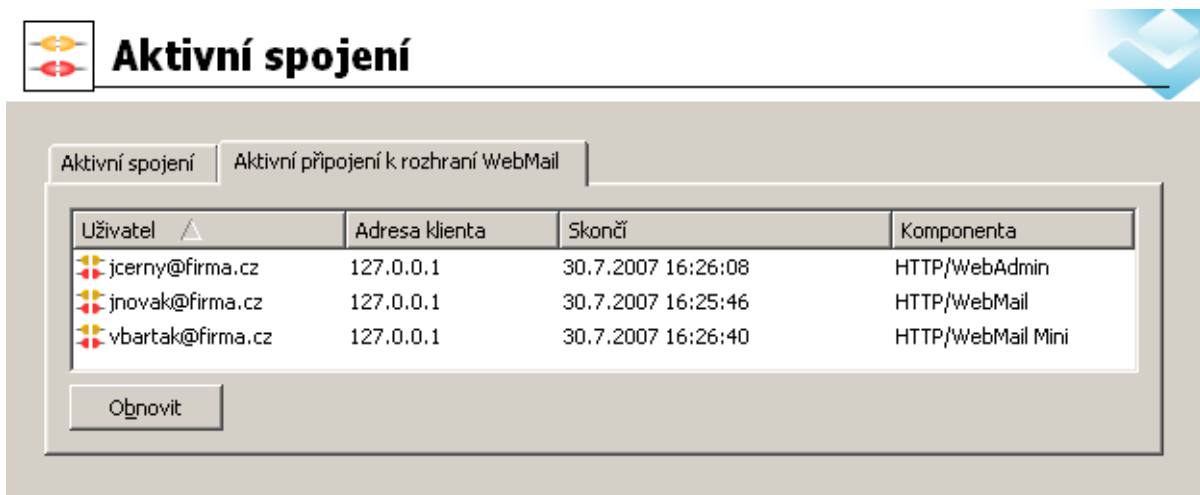 Aktivní spojení
Aktivní spojení Aktivní připojení k rozhraní WebMail
Uživatel Adresa klienta Skončí Komponenta
jcerny@firma.cz 127.0.0.1 30.7.2007 16:26:08 HTTP/WebAdmin
jnovak@firma.cz 127.0.0.1 30.7.2007 16:25:46 HTTP/WebMail
vbartak@firma.cz 127.0.0.1 30.7.2007 16:26:40 HTTP/WebMail Mini
Obnovit